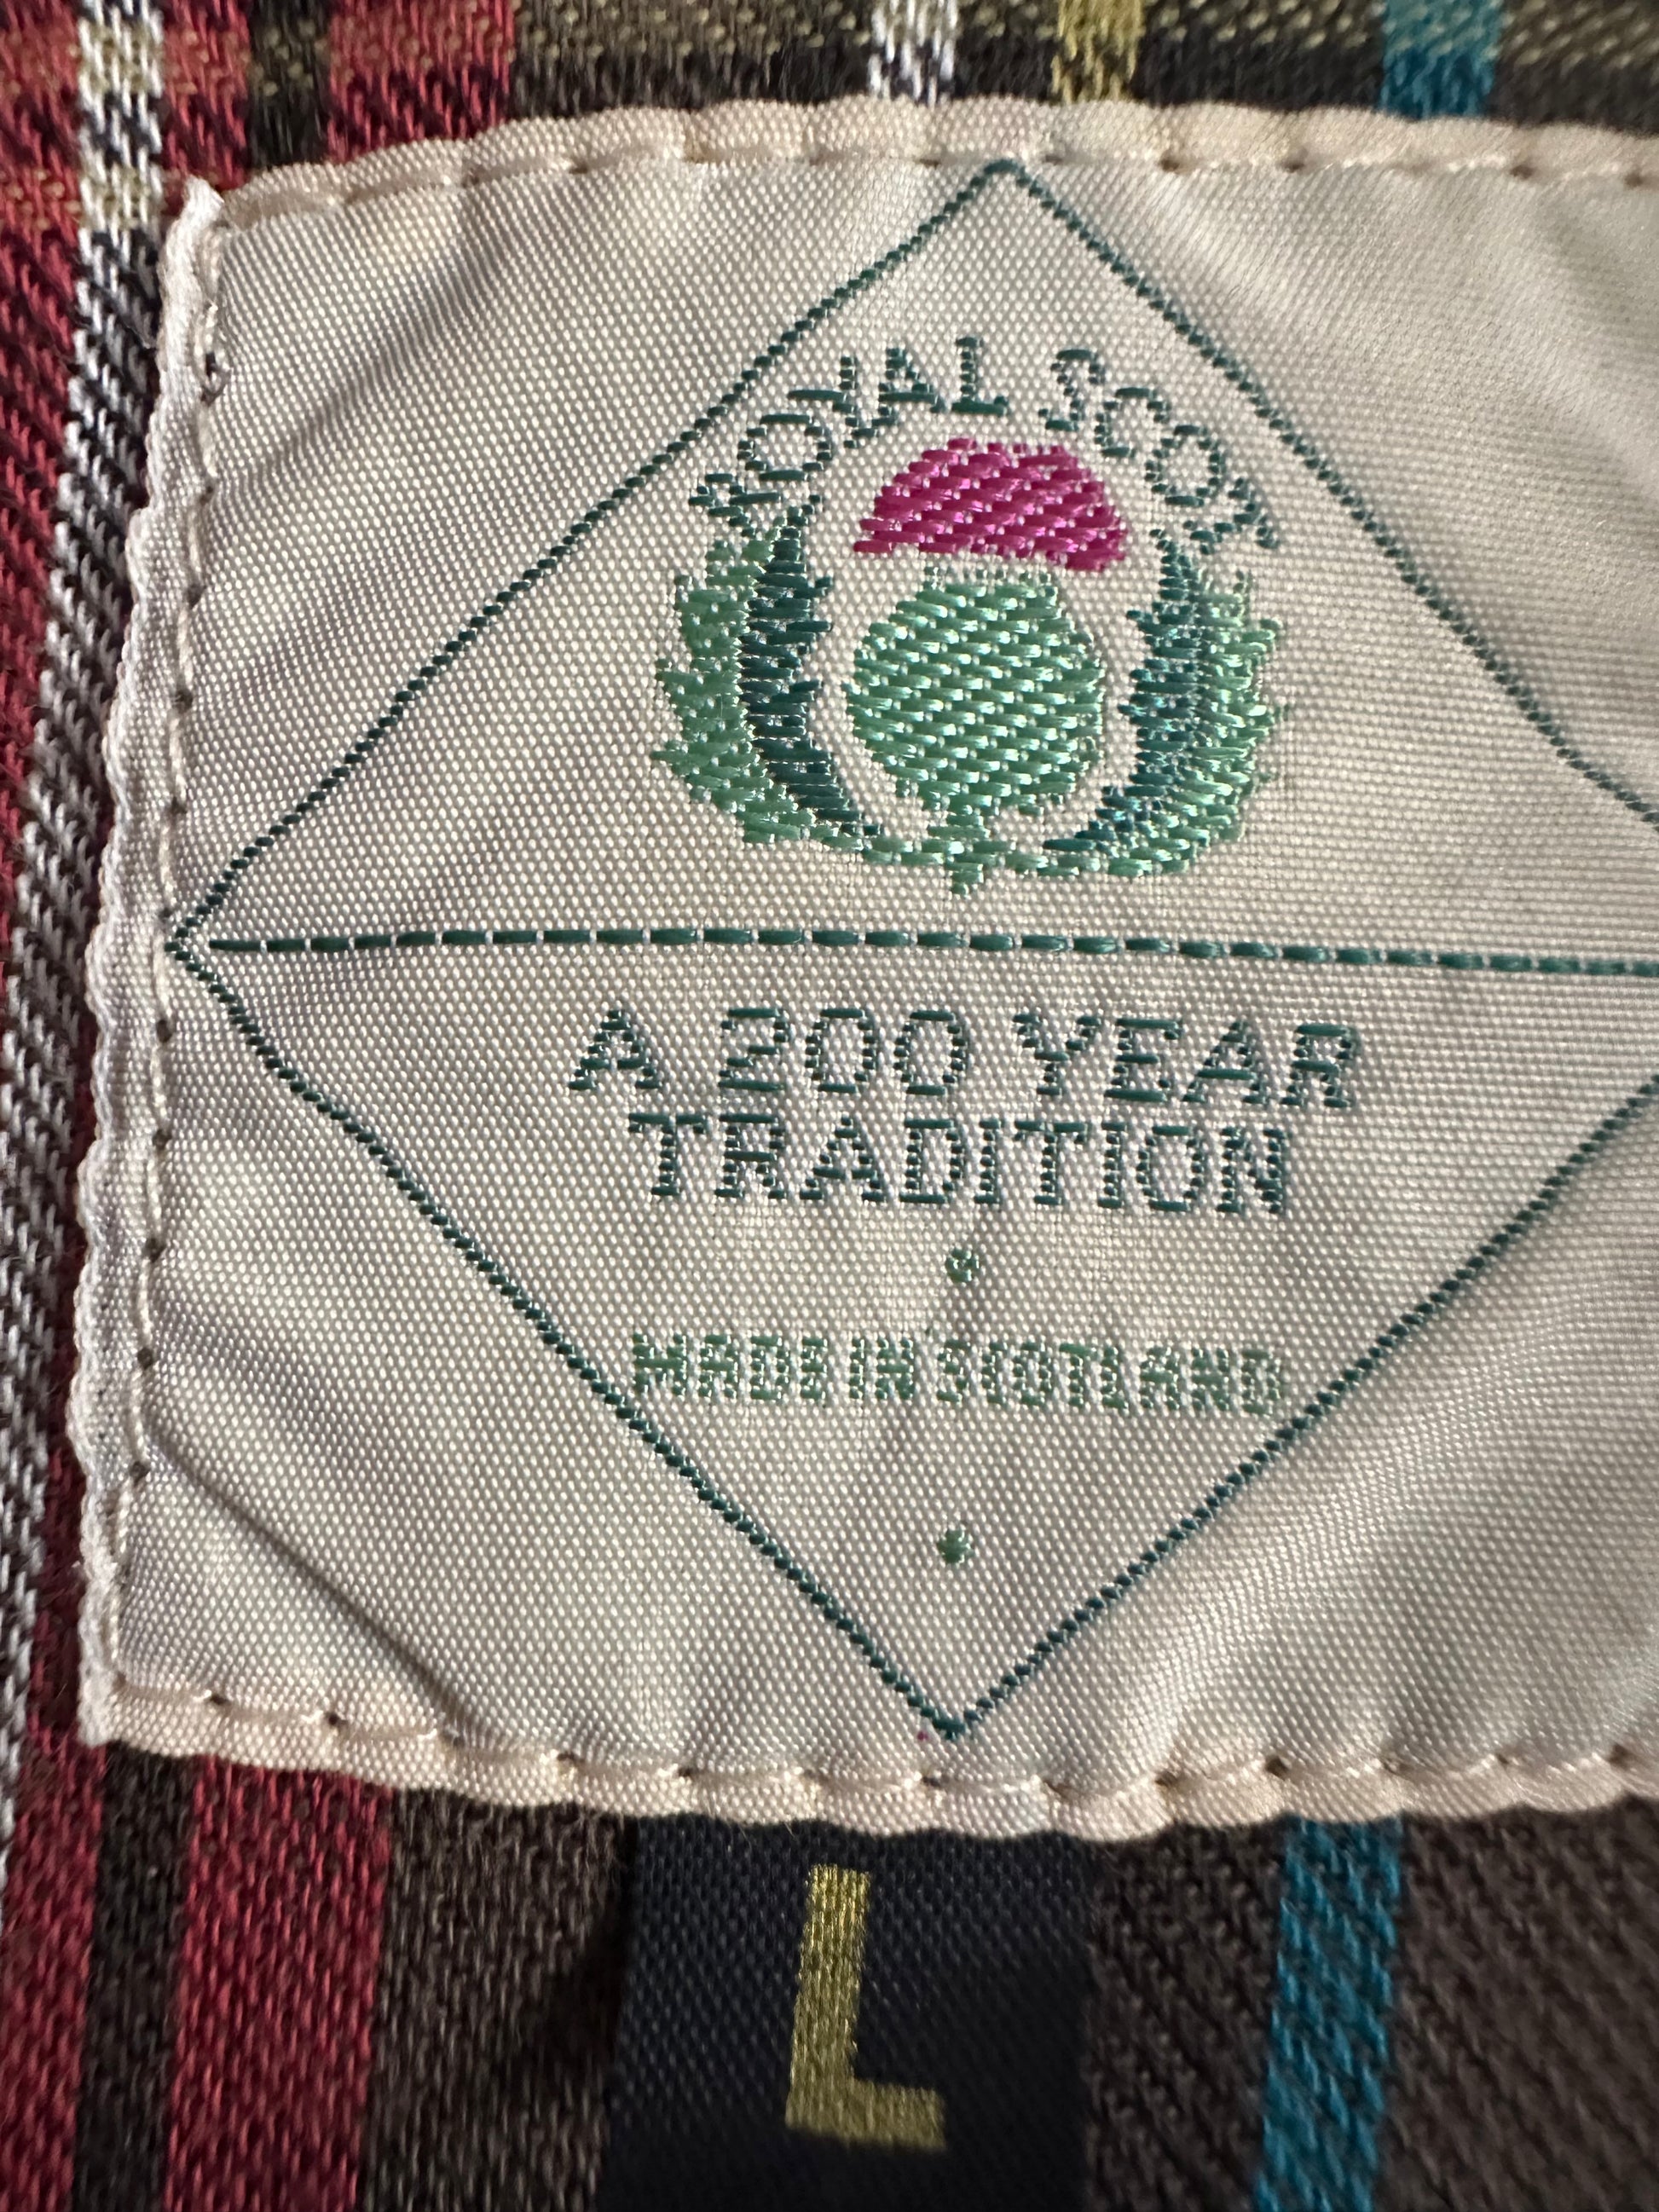 ROYAL SCOT
A 200 YEAR
TRADITION
MADE IN SCOTLAND
L